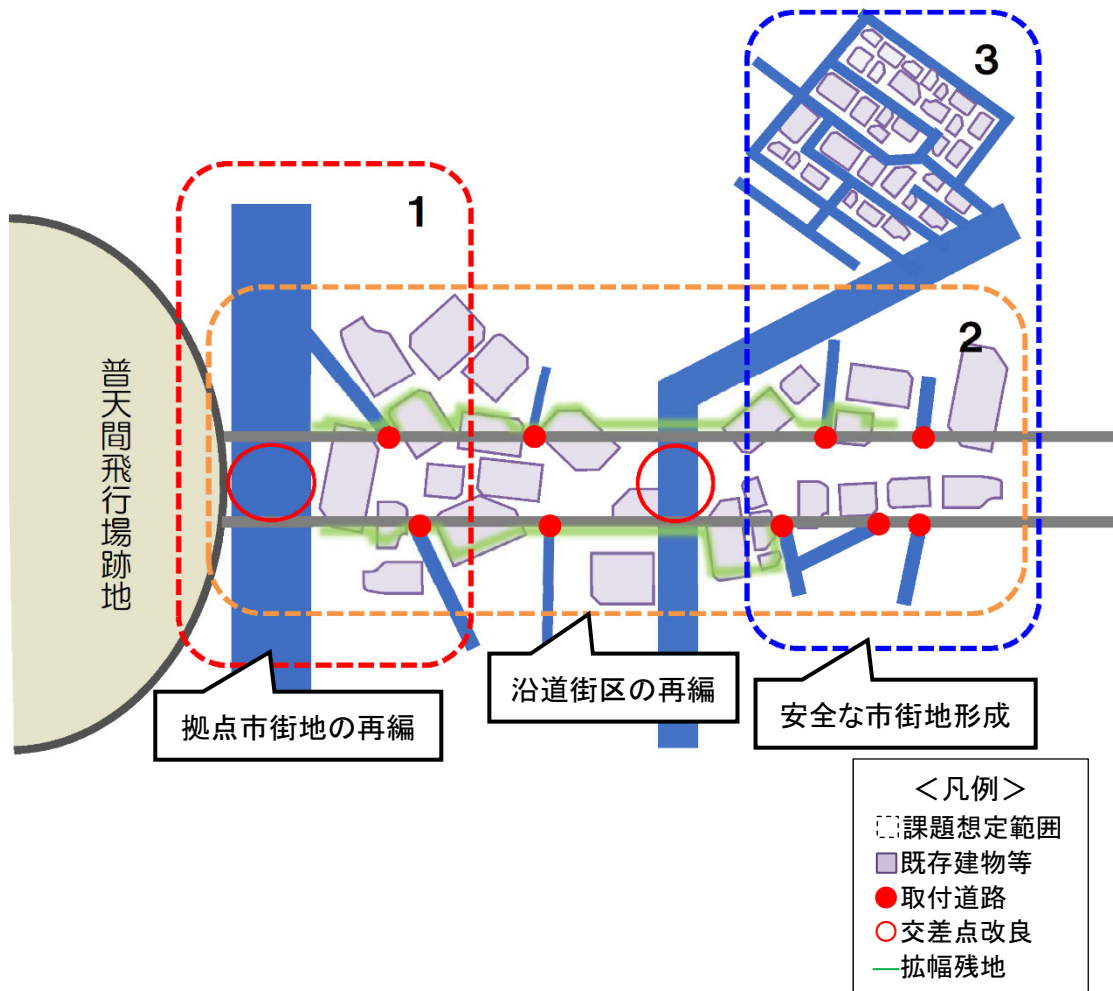 3
1
2
普天間飛行場跡地
拠点市街地の再編
沿道街区の再編
安全な市街地形成
＜凡例＞
課題想定範囲
既存建物等
取付道路
交差点改良
拡幅残地